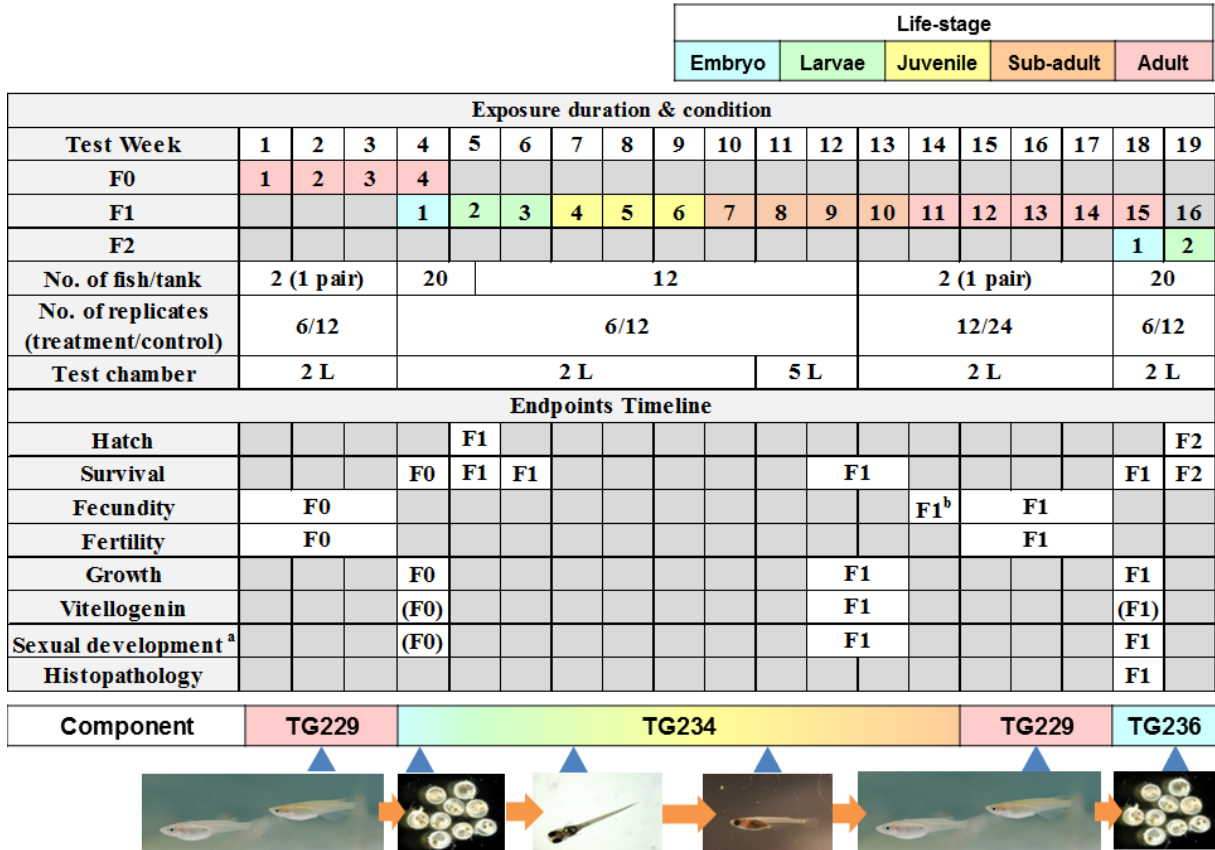 Life-stage
Embryo Larvae Juvenile Sub-adult Adult
Exposure duration & condition
Test Week 1 2 3 4 5 6 7 8 9 10 11 12 13 14 15 16 17 18 19
F0 1 2 3 4
F1 1 2 3 4 5 6 7 8 9 10 11 12 13 14 15 16
F2 1 2
No. of fish/tank 2 (1 pair) 20 12 2 (1 pair) 20
No. of replicates
(treatment/control) 6/12 6/12 12/24 6/12
Test chamber 2 L 2 L 5 L 2 L 2 L
Endpoints Timeline
Hatch F1 F2
Survival F0 F1 F1 F1 F1 F2
Fecundity F0 F1b F1
Fertility F0 F1
Growth F0 F1 F1
Vitellogenin (F0) F1 (F1)
Sexual development a (F0) F1 F1
Histopathology F1
Component TG229 TG234 TG229 TG236